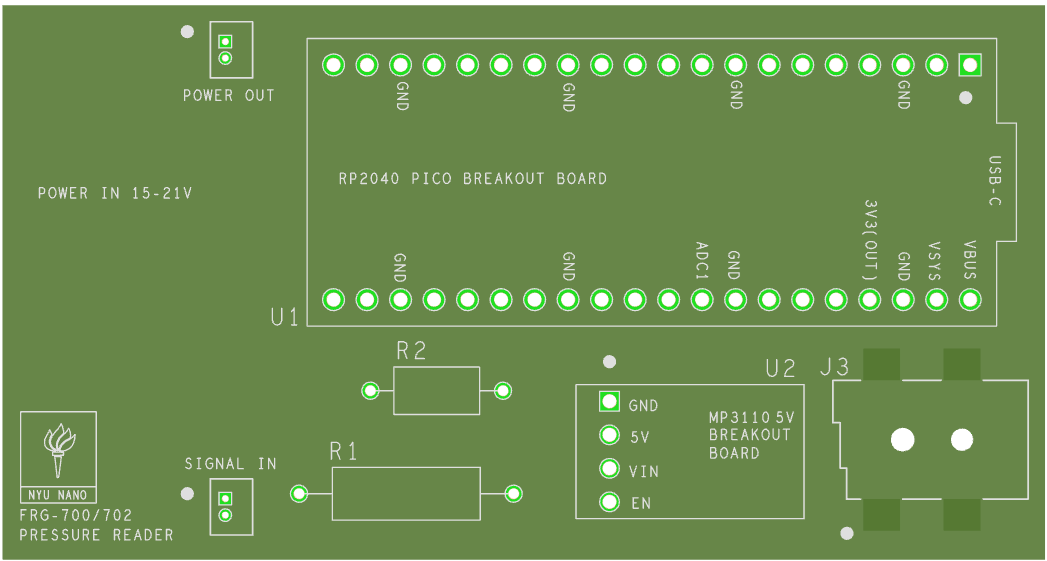 POWER OUT
GND
GND
GND
GND
RP2040 PICO BREAKOUT BOARD
USB-C
POWER IN 15-21V
GND
GND
ADC1
GND
3V3(OUT)
GND
VSYS
VBUS
U1
R2
U2
J3
GND
5V
VIN
EN
MP3110 5V
BREAKOUT
BOARD
R1
SIGNAL IN
NYU NANO
FRG-700/702
PRESSURE READER